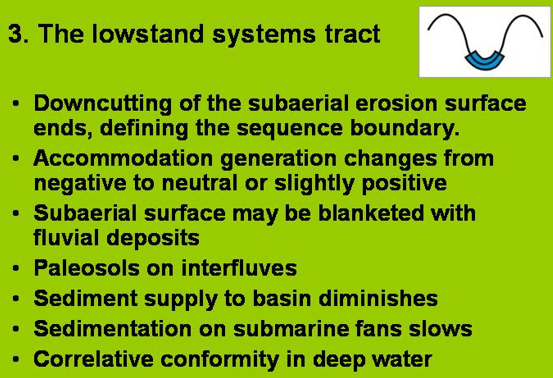 3. The lowstand systems tract
• Downcutting of the subaerial erosion surface
ends, defining the sequence boundary.
• Accommodation generation changes from
negative to neutral or slightly positive
• Subaerial surface may be blanketed with
fluvial deposits
• Paleosols on interfluves
• Sediment supply to basin diminishes
• Sedimentation on submarine fans slows
• Correlative conformity in deep water